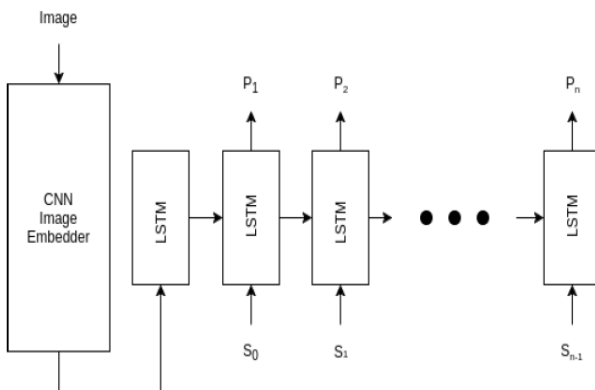 Image
CNN
Image
Embedder
LSTM
LSTM
LSTM
LSTM
P1
P2
Pn
S0
S1
Sn-1